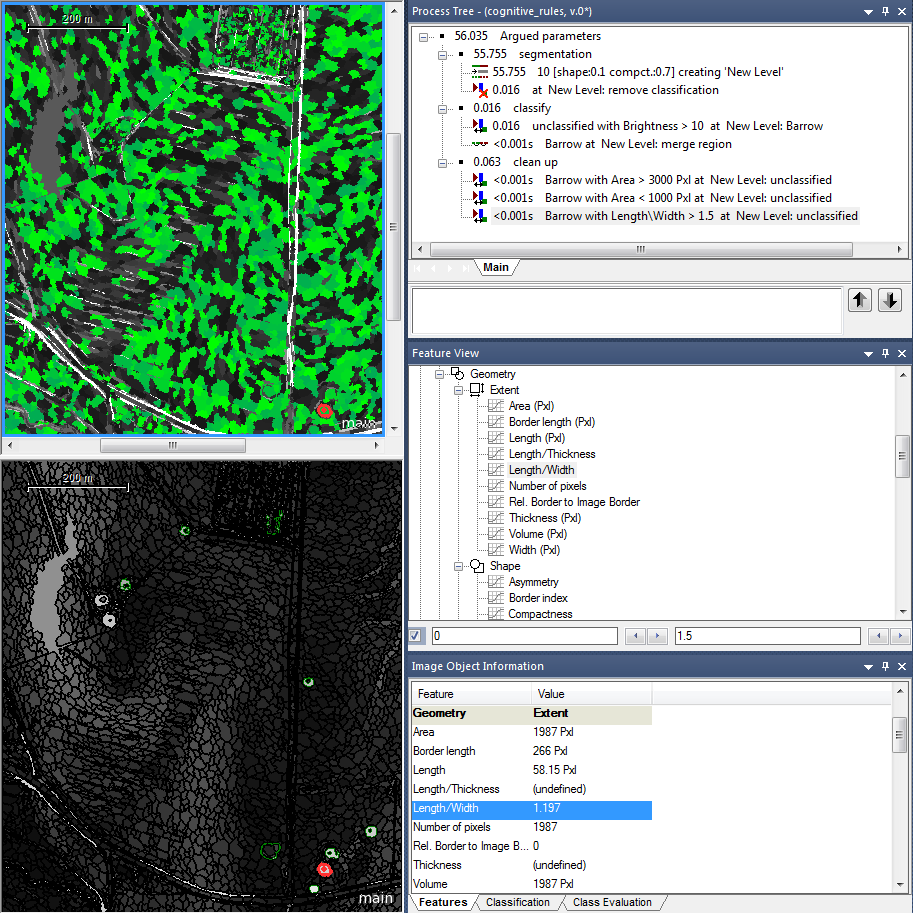 200 m
main
200 m
main
Process Tree - (cognitive_rules, v.0*)
56.035 Argued parameters
55.755 segmentation
55.755 10 [shape:0.1 compct.:0.7] creating 'New Level'
0.016 at New Level: remove classification
0.016 classify
0.016 unclassified with Brightness > 10 at New Level: Barrow
<0.001s Barrow at New Level: merge region
0.063 clean up
<0.001s Barrow with Area > 3000 Pxl at New Level: unclassified
<0.001s Barrow with Area < 1000 Pxl at New Level: unclassified
<0.001s Barrow with Length\Width > 1.5 at New Level: unclassified
Main
Feature View
Geometry
Extent
Area (Pxl)
Border length (Pxl)
Length (Pxl)
Length/Thickness
Length/Width
Number of pixels
Rel. Border to Image Border
Thickness (Pxl)
Volume (Pxl)
Width (Pxl)
Shape
Asymmetry
Border index
Compactness
0 1.5
Image Object Information
Feature Value
Geometry Extent
Area 1987 Pxl
Border length 266 Pxl
Length 58.15 Pxl
Length/Thickness (undefined)
Length/Width 1.197
Number of pixels 1987
Rel. Border to Image B... 0
Thickness (undefined)
Volume 1987 Pxl
Features Classification Class Evaluation